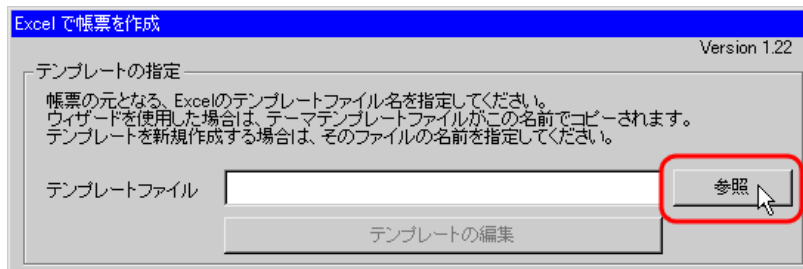 Excel で帳票を作成
Version 1.22
テンプレートの指定
帳票の元となる、Excelのテンプレートファイル名を指定してください。
ウィザードを使用した場合は、テーマテンプレートファイルがこの名前でコピーされます。
テンプレートを新規作成する場合は、そのファイルの名前を指定してください。
テンプレートファイル
参照
テンプレートの編集